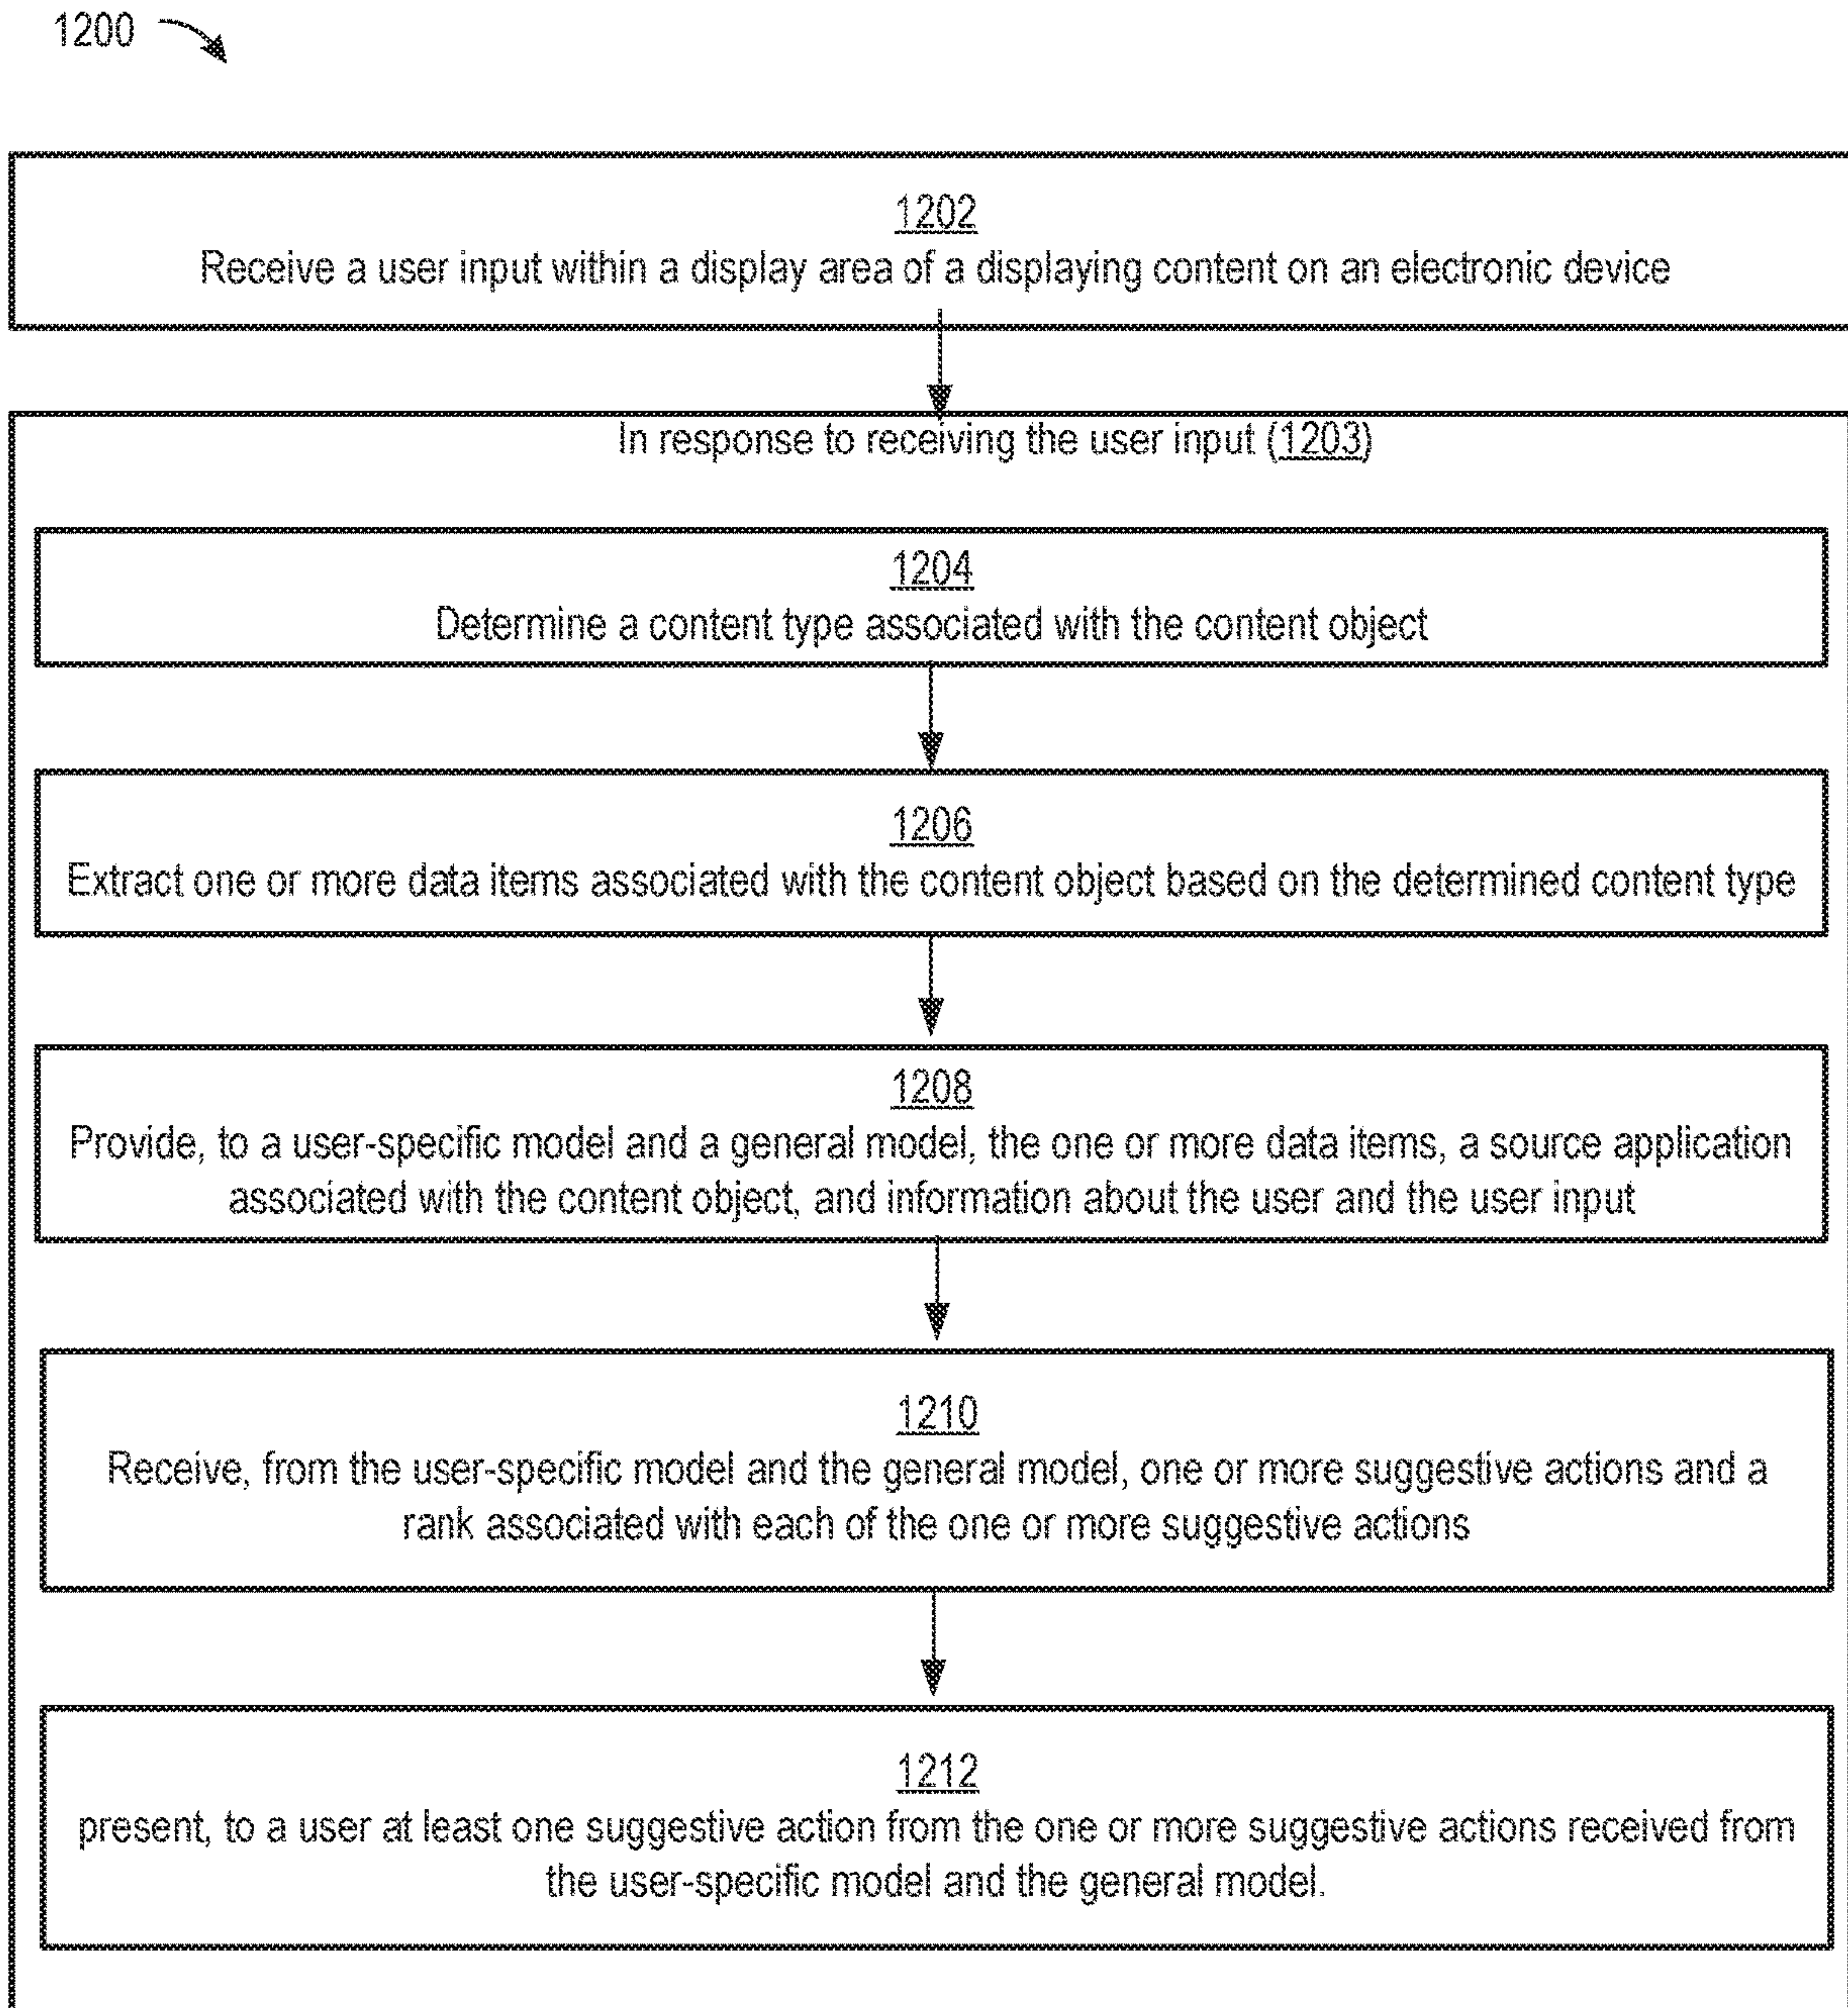 1200
1202
Receive a user input within a display area of a displaying content on an electronic device
In response to receiving the user input (1203)
1204
Determine a content type associated with the content object
1206
Extract one or more data items associated with the content object based on the determined content type
1208
Provide, to a user-specific model and a general model, the one or more data items, a source application
associated with the content object, and information about the user and the user input
1210
Receive, from the user-specific model and the general model, one or more suggestive actions and a
rank associated with each of the one or more suggestive actions
1212
present, to a user at least one suggestive action from the one or more suggestive actions received from
the user-specific model and the general model.